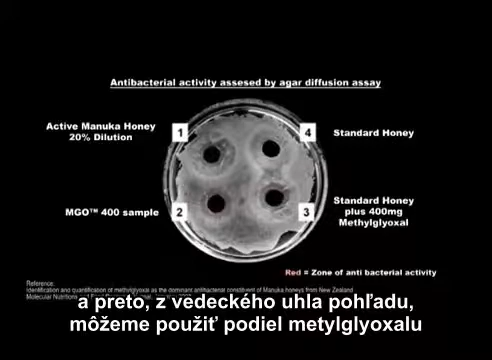 Antibacterial activity assesed by agar diffusion assay
Active Manuka Honey
20% Dilution
1
4
Standard Honey
MGO™ 400 sample
2
3
Standard Honey
plus 400mg
Methylglyoxal
Red = Zone of anti bacterial activity
Reference:
Identification and quantification of methylglyoxal as the dominant antibacterial constituent of Manuka honeys from New Zealand
Molecular Nutritions and
a preto, z vedeckého uhla pohľadu,
môžeme použiť podiel metylglyoxalu